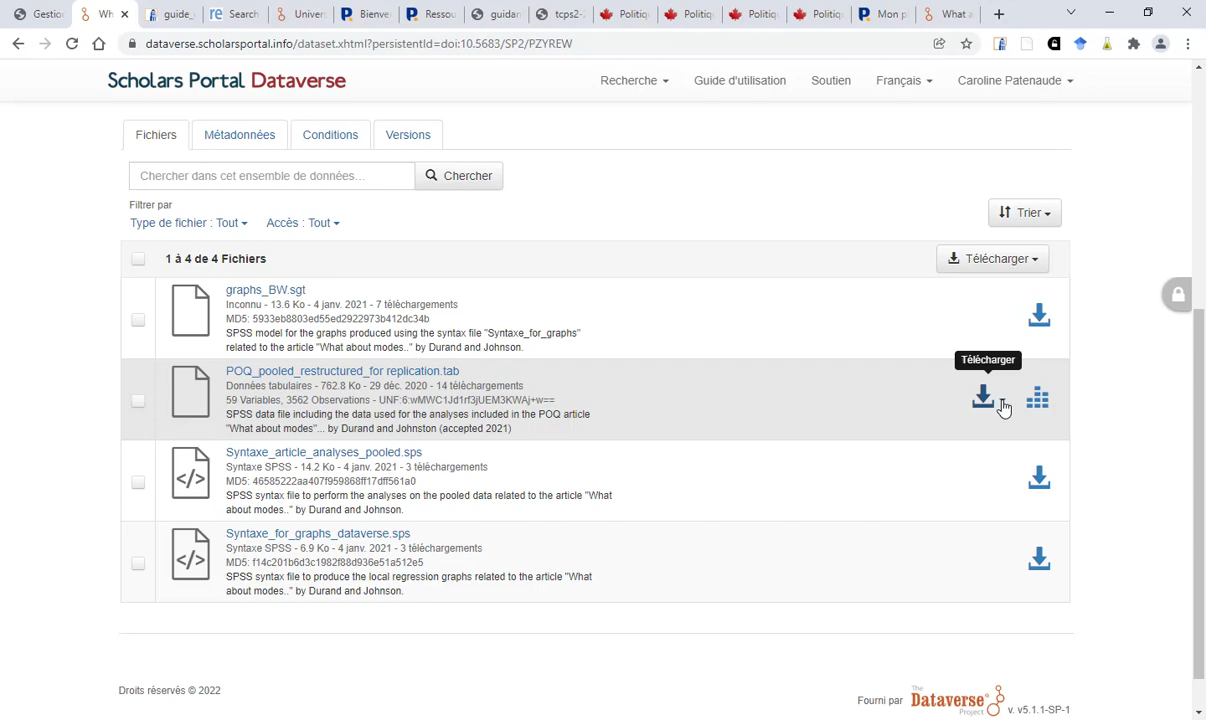 Gestio
Wh
guide_
Search
Univer
Bienve
Ressou
guidan
tcps2-
Politiq
Politiq
Politiq
Politiq
Mon p
What a
dataverse.scholarsportal.info/dataset.xhtml?persistentId=doi:10.5683/SP2/PZYREW
Scholars Portal Dataverse
Recherche
Guide d'utilisation
Soutien
Français
Caroline Patenaude
Fichiers
Métadonnées
Conditions
Versions
Chercher dans cet ensemble de données...
Chercher
Filtrer par
Type de fichier : Tout
Accès : Tout
Trier
1 à 4 de 4 Fichiers
Télécharger
graphs_BW.sgt
Inconnu - 13.6 Ko - 4 janv. 2021 - 7 téléchargements
MD5: 5933eb8803ed55ed2922973b412dc34b
SPSS model for the graphs produced using the syntax file "Syntaxe_for_graphs"
related to the article "What about modes.." by Durand and Johnson.
POQ_pooled_restructured_for replication.tab
Données tabulaires - 762.8 Ko - 29 déc. 2020 - 14 téléchargements
59 Variables, 3562 Observations - UNF:6:wMWC1Jd1rf3jUEM3KWAj+w==
SPSS data file including the data used for the analyses included in the POQ article
"What about modes"... by Durand and Johnston (accepted 2021)
Télécharger
Syntaxe_article_analyses_pooled.sps
Syntaxe SPSS - 14.2 Ko - 4 janv. 2021 - 3 téléchargements
MD5: 46585222aa407f959868ff17dff561a0
SPSS syntax file to perform the analyses on the pooled data related to the article "What
about modes.." by Durand and Johnson.
Syntaxe_for_graphs_dataverse.sps
Syntaxe SPSS - 6.9 Ko - 4 janv. 2021 - 3 téléchargements
MD5: f14c201b6d3c1982f88d936e51a512e5
SPSS syntax file to produce the local regression graphs related to the article "What
about modes.." by Durand and Johnson.
Droits réservés © 2022
Fourni par
The
Dataverse
Project
v. v5.1.1-SP-1